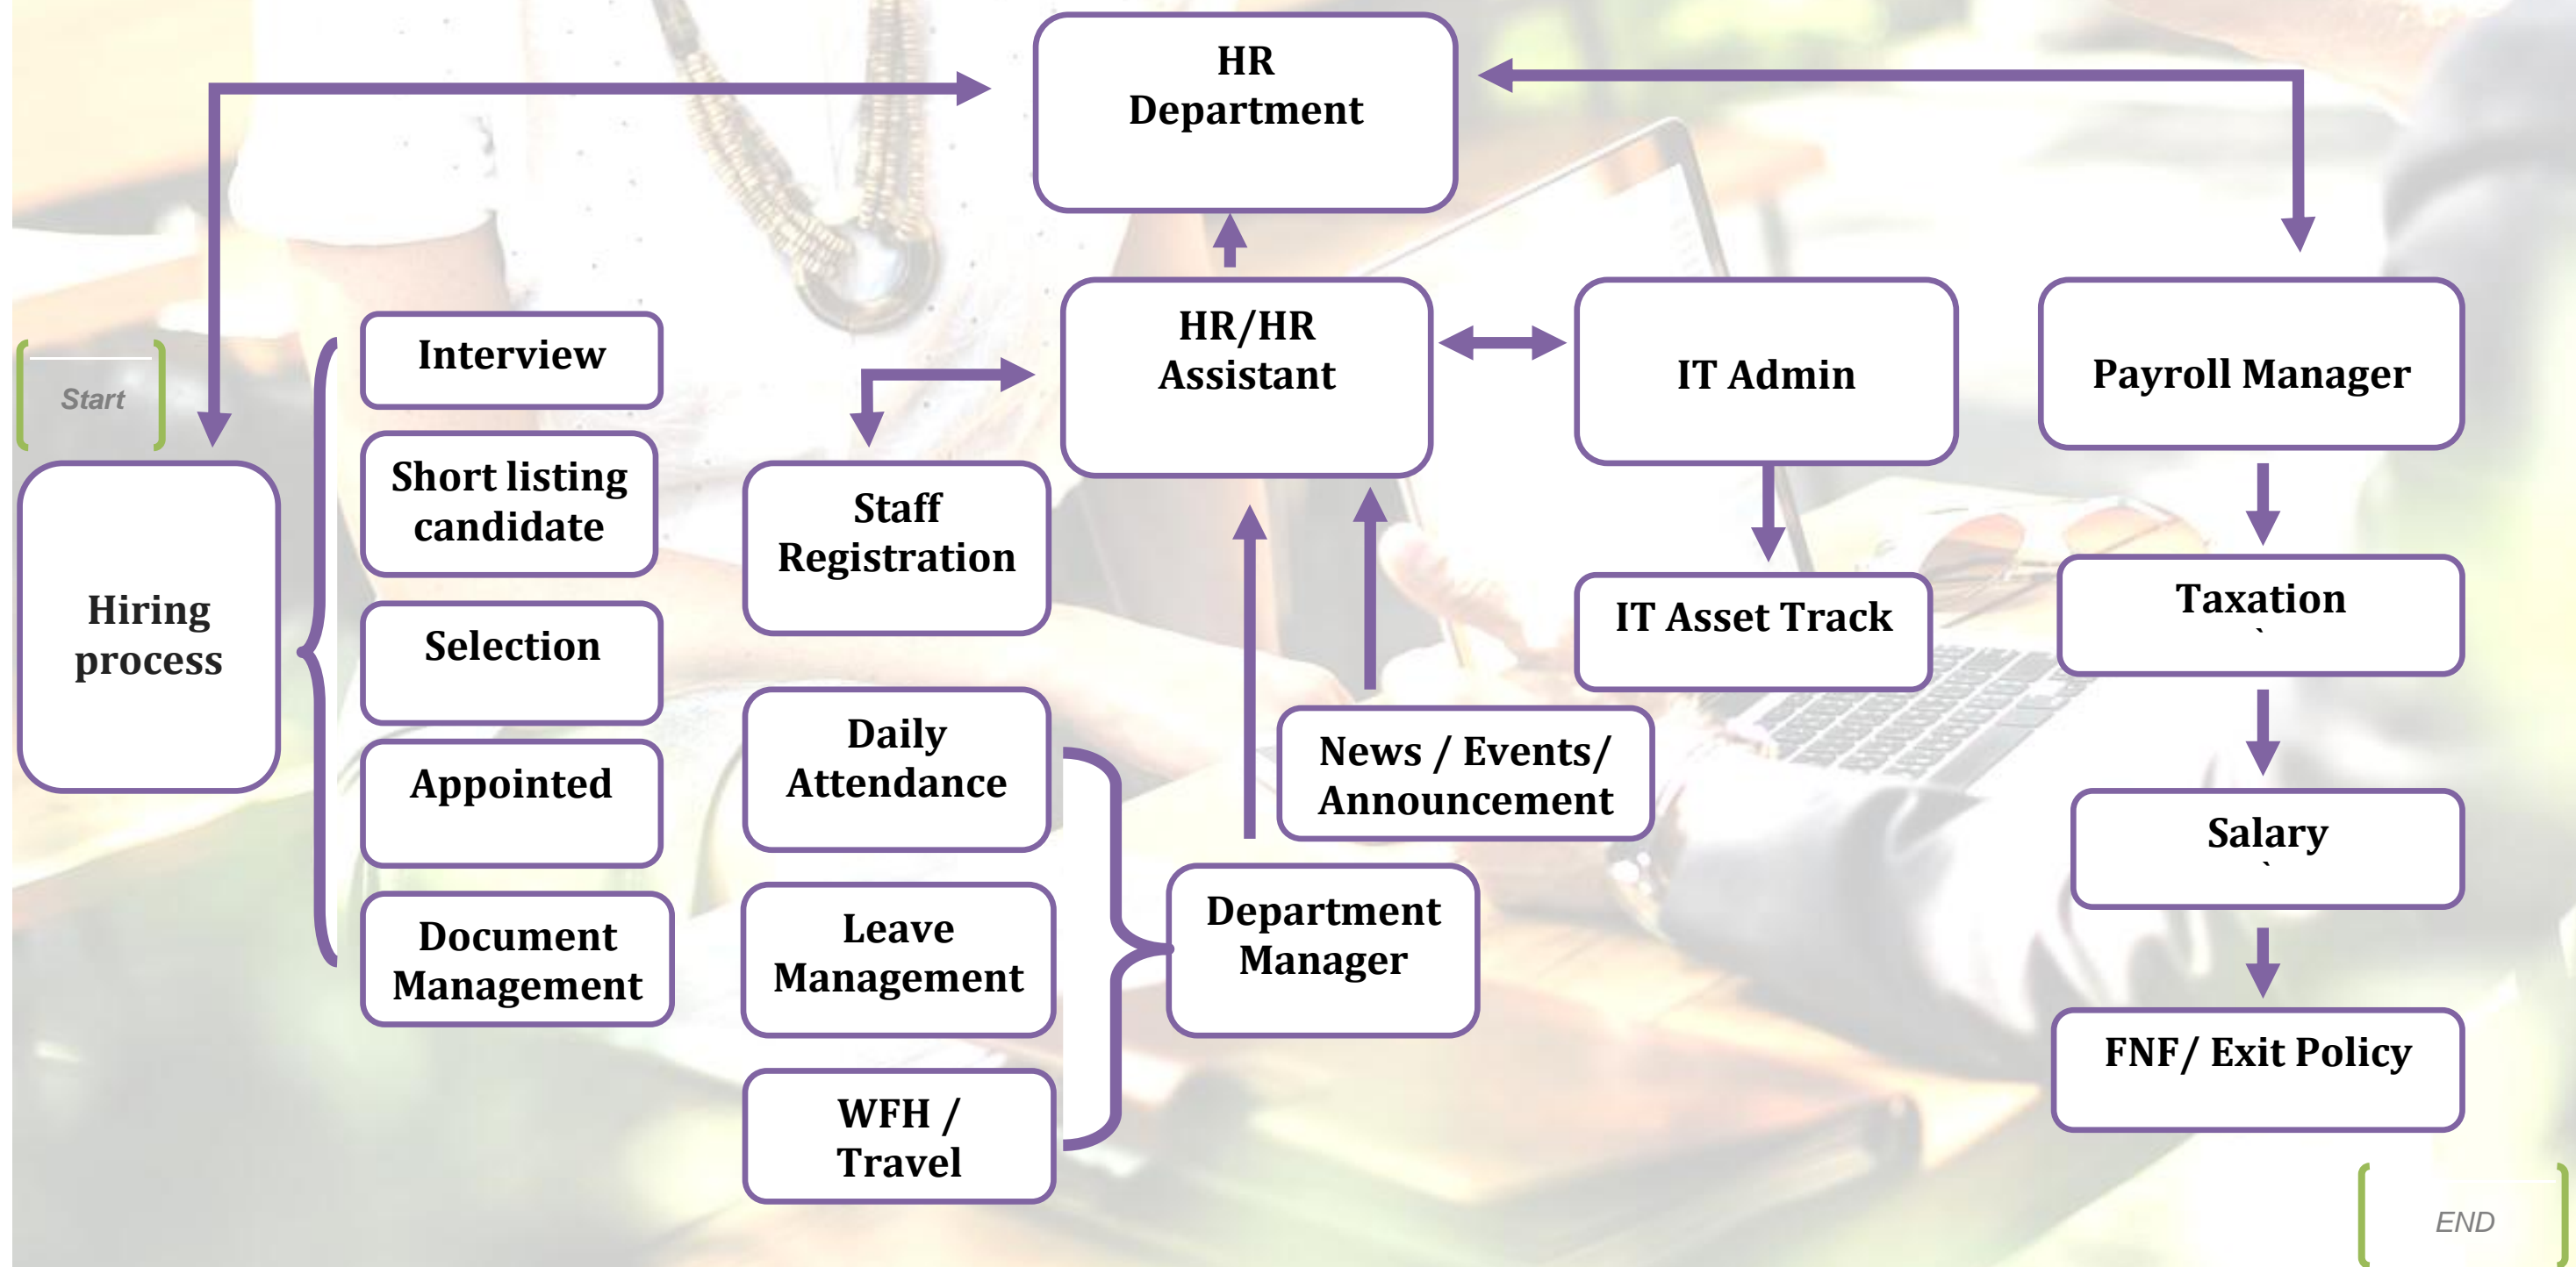 HR
Department
Start
Hiring
process
Interview
Short listing
candidate
Selection
Appointed
Document
Management
HR/HR
Assistant
Staff
Registration
Daily
Attendance
Leave
Management
WFH /
Travel
Department
Manager
News / Events/
Announcement
IT Admin
IT Asset Track
Payroll Manager
Taxation
`
Salary
`
FNF/ Exit Policy
END